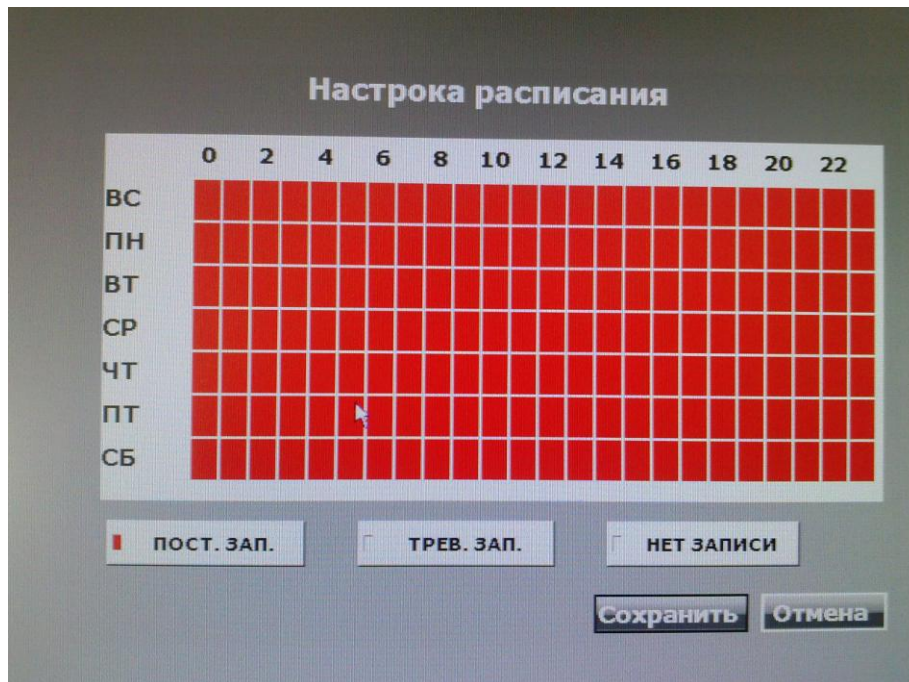 Настрока расписания
0 2 4 6 8 10 12 14 16 18 20 22
ВС
ПН
ВТ
СР
ЧТ
ПТ
СБ
ПОСТ. ЗАП. ТРЕВ. ЗАП. НЕТ ЗАПИСИ
Сохранить Отмена